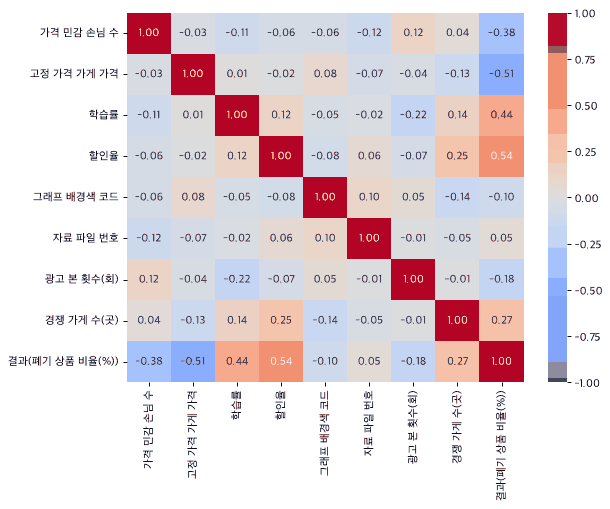 가격 민감 손님 수 1.00 -0.03 -0.11 -0.06 -0.06 -0.12 0.12 0.04 -0.38
고정 가격 가게 가격 -0.03 1.00 0.01 -0.02 0.08 -0.07 -0.04 -0.13 -0.51
학습률 -0.11 0.01 1.00 0.12 -0.05 -0.02 -0.22 0.14 0.44
할인율 -0.06 -0.02 0.12 1.00 -0.08 0.06 -0.07 0.25 0.54
그래프 배경색 코드 -0.06 0.08 -0.05 -0.08 1.00 0.10 0.05 -0.14 -0.10
자료 파일 번호 -0.12 -0.07 -0.02 0.06 0.10 1.00 -0.01 -0.05 0.05
광고 본 횟수(회) 0.12 -0.04 -0.22 -0.07 0.05 -0.01 1.00 -0.01 -0.18
경쟁 가게 수(곳) 0.04 -0.13 0.14 0.25 -0.14 -0.05 -0.01 1.00 0.27
결과(폐기 상품 비율(%)) -0.38 -0.51 0.44 0.54 -0.10 0.05 -0.18 0.27 1.00
가격 민감 손님 수
고정 가격 가게 가격
학습률
할인율
그래프 배경색 코드
자료 파일 번호
광고 본 횟수(회)
경쟁 가게 수(곳)
결과(폐기 상품 비율(%))
1.00
0.75
0.50
0.25
0.00
-0.25
-0.50
-0.75
-1.00